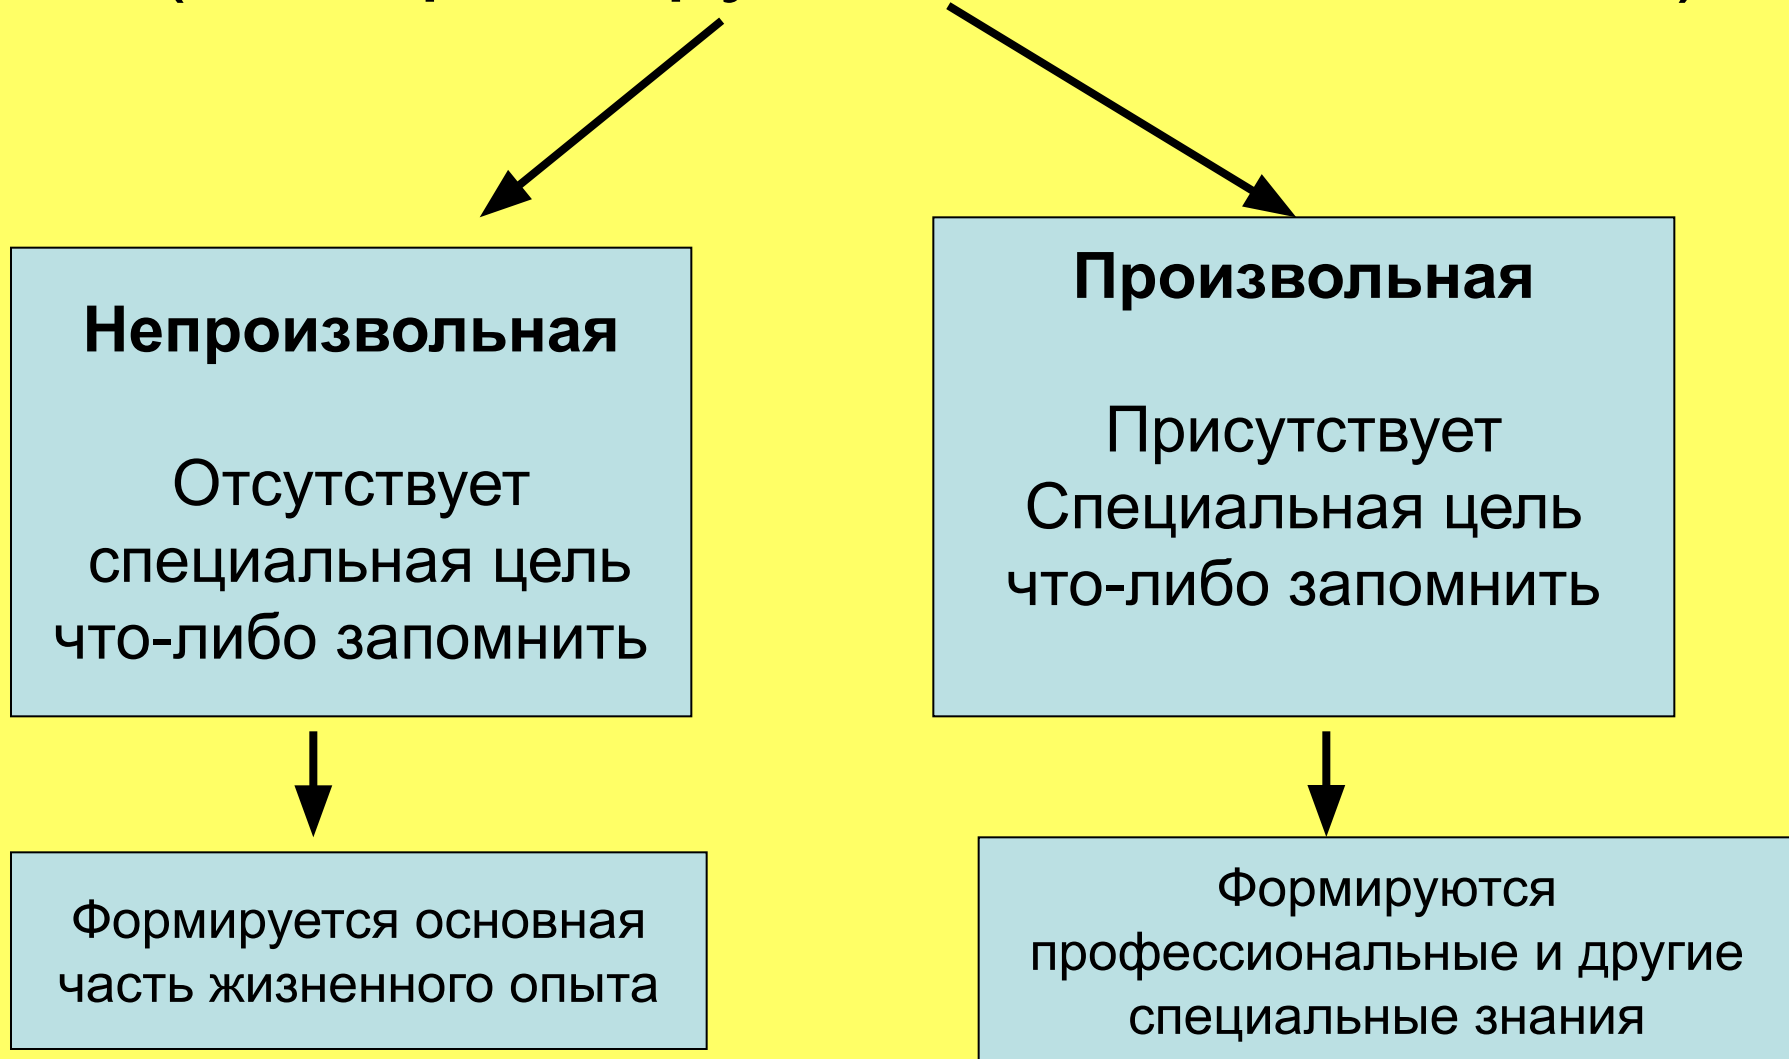 Непроизвольная
Отсутствует
специальная цель
что-либо запомнить
Произвольная
Присутствует
Специальная цель
что-либо запомнить
Формируется основная
часть жизненного опыта
Формируются
профессиональные и другие
специальные знания